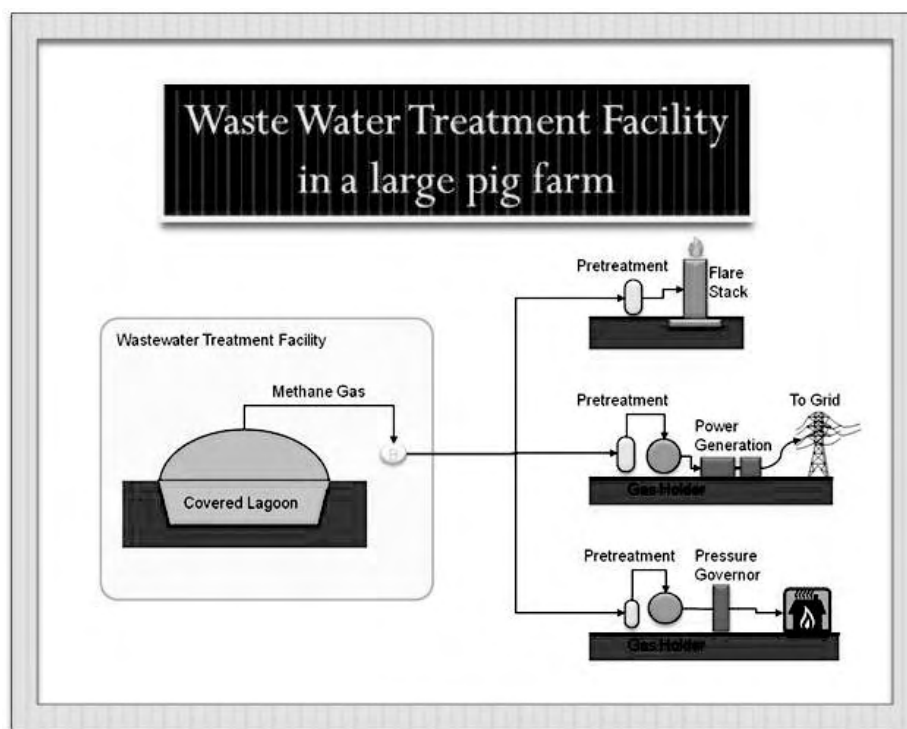 Waste Water Treatment Facility
in a large pig farm
Wastewater Treatment Facility
Methane Gas
B
Covered Lagoon
Pretreatment
Flare
Stack
Pretreatment
Power
Generation
To Grid
Gas Holder
Pretreatment
Pressure
Governor
Gas Holder